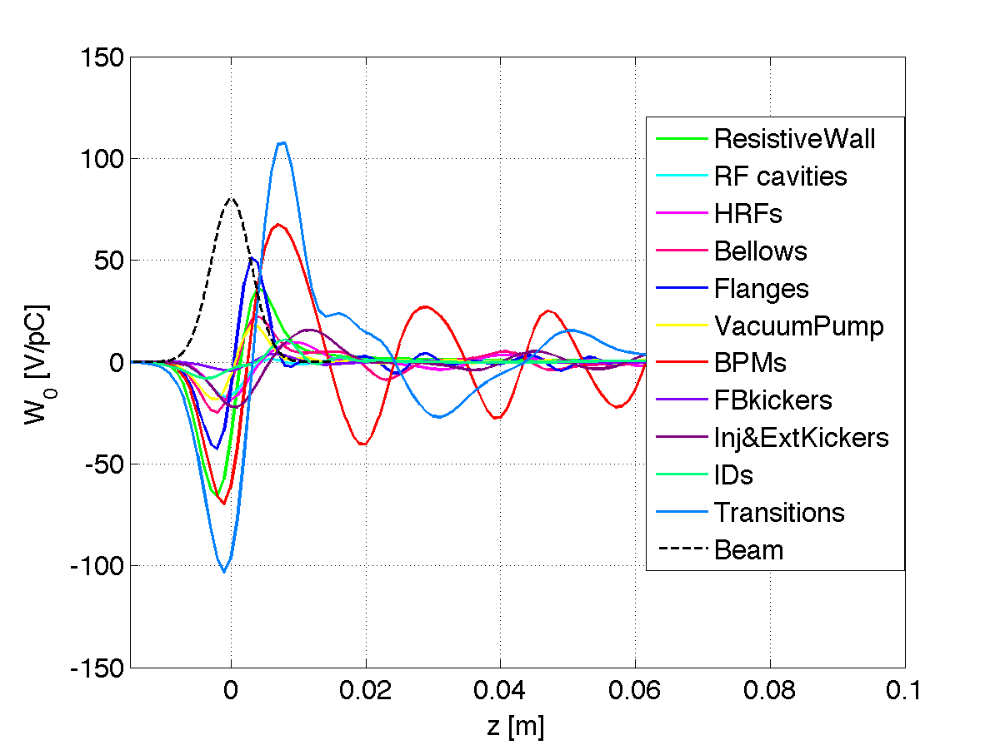 150
100
50
0
-50
-100
-150
W0 [V/pC]
0
0.02
0.04
0.06
0.08
0.1
z [m]
ResistiveWall
RF cavities
HRFs
Bellows
Flanges
VacuumPump
BPMs
FBkickers
Inj&ExtKickers
IDs
Transitions
Beam